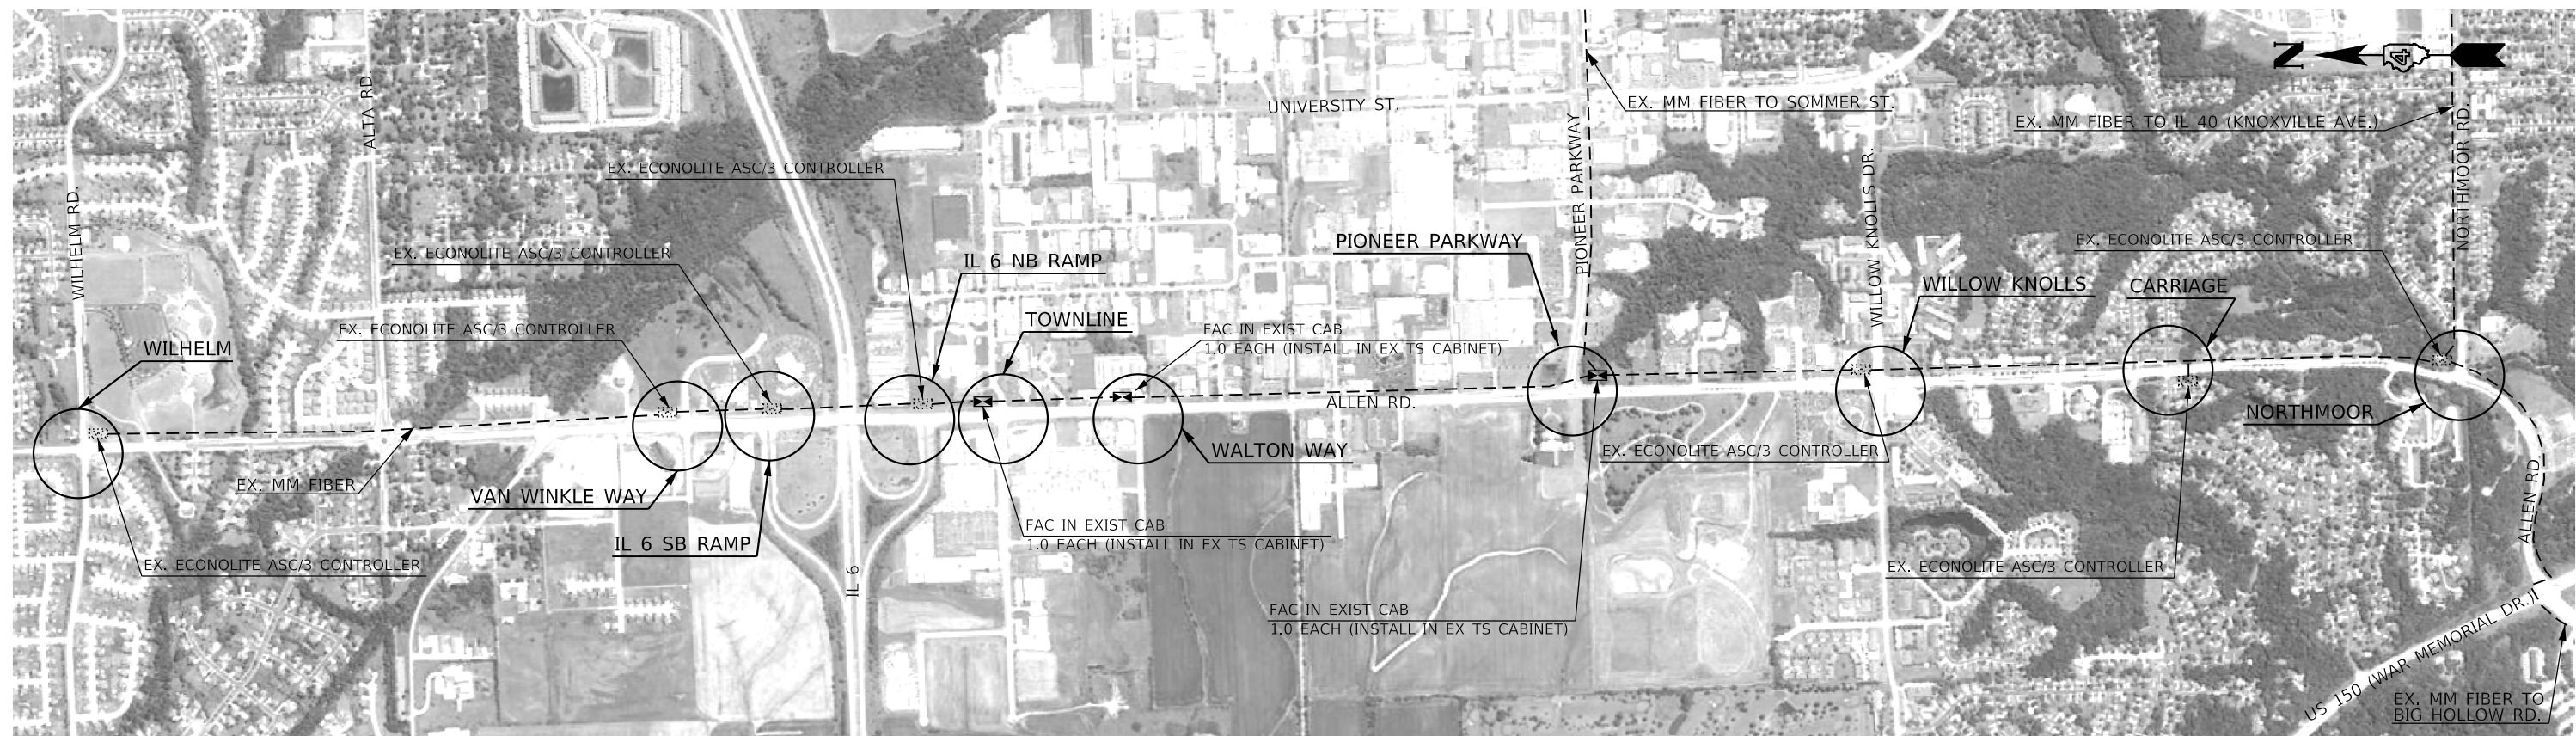 N
UNIVERSITY ST.
EX. MM FIBER TO SOMMER ST.
EX. MM FIBER TO IL 40 (KNOXVILLE AVE.)
ALTA RD.
WILHELM RD.
PIONEER PARKWAY
WILLOW KNOLLS DR.
NORTHMOOR RD.
EX. ECONOLITE ASC/3 CONTROLLER
EX. ECONOLITE ASC/3 CONTROLLER
EX. ECONOLITE ASC/3 CONTROLLER
EX. ECONOLITE ASC/3 CONTROLLER
PIONEER PARKWAY
IL 6 NB RAMP
WILLOW KNOLLS
CARRIAGE
TOWNLINE
FAC IN EXIST CAB
1.0 EACH (INSTALL IN EX TS CABINET)
WILHELM
ALLEN RD.
NORTHMOOR
WALTON WAY
EX. ECONOLITE ASC/3 CONTROLLER
EX. MM FIBER
VAN WINKLE WAY
ALLEN RD.
FAC IN EXIST CAB
1.0 EACH (INSTALL IN EX TS CABINET)
IL 6 SB RAMP
EX. ECONOLITE ASC/3 CONTROLLER
EX. ECONOLITE ASC/3 CONTROLLER
IL 6
FAC IN EXIST CAB
1.0 EACH (INSTALL IN EX TS CABINET)
US 150 (WAR MEMORIAL DR.)
EX. MM FIBER TO
BIG HOLLOW RD.